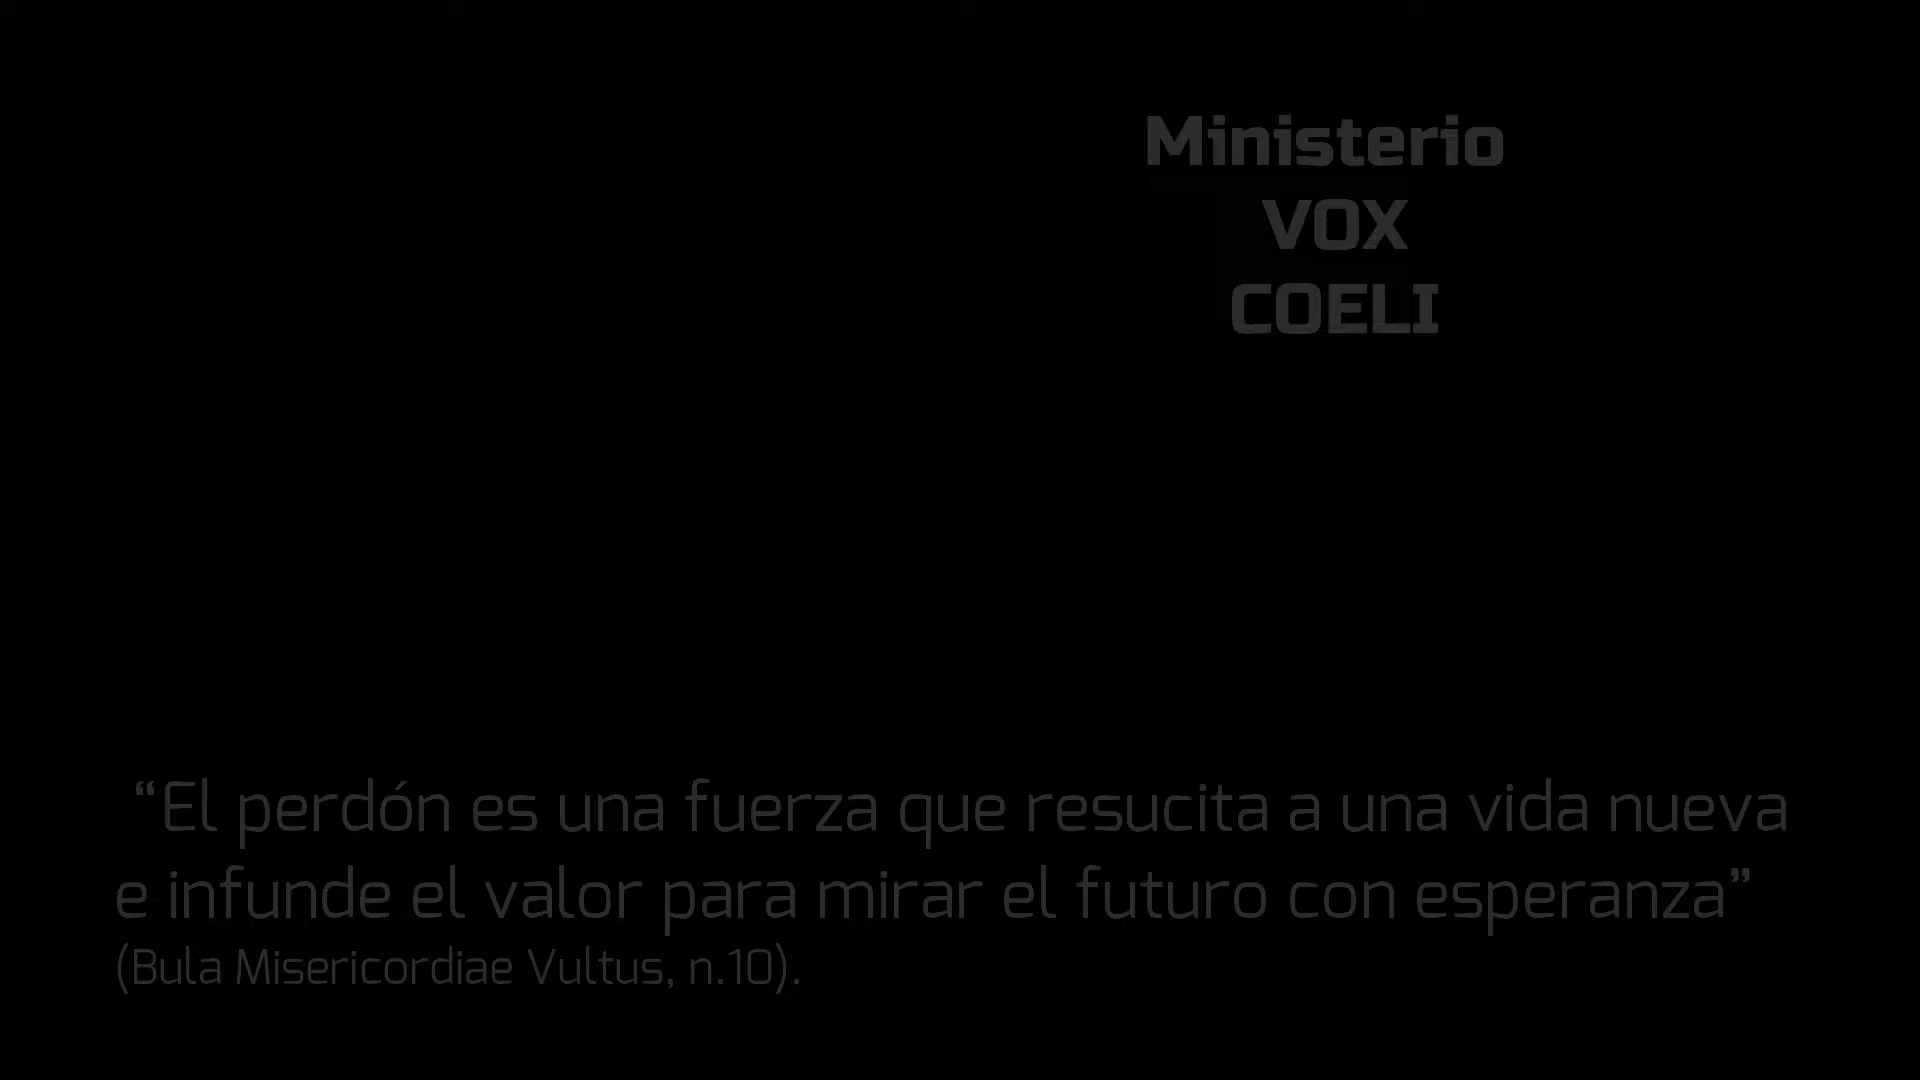 Ministerio
VOX
COELI
“El perdón es una fuerza que resucita a una vida nueva
e infunde el valor para mirar el futuro con esperanza”
(Bula Misericordiae Vultus, n.10).